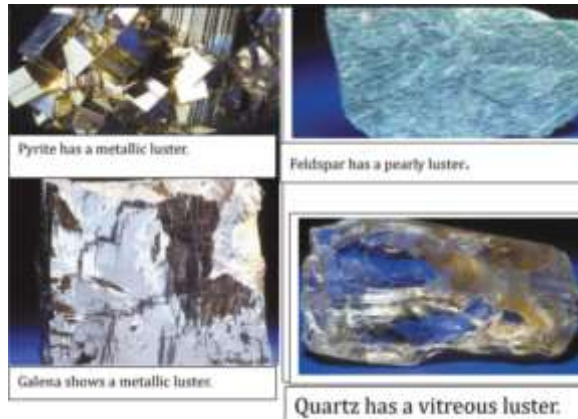 Pyrite has a metallic luster.
Feldspar has a pearly luster.
Galena shows a metallic luster.
Quartz has a vitreous luster.